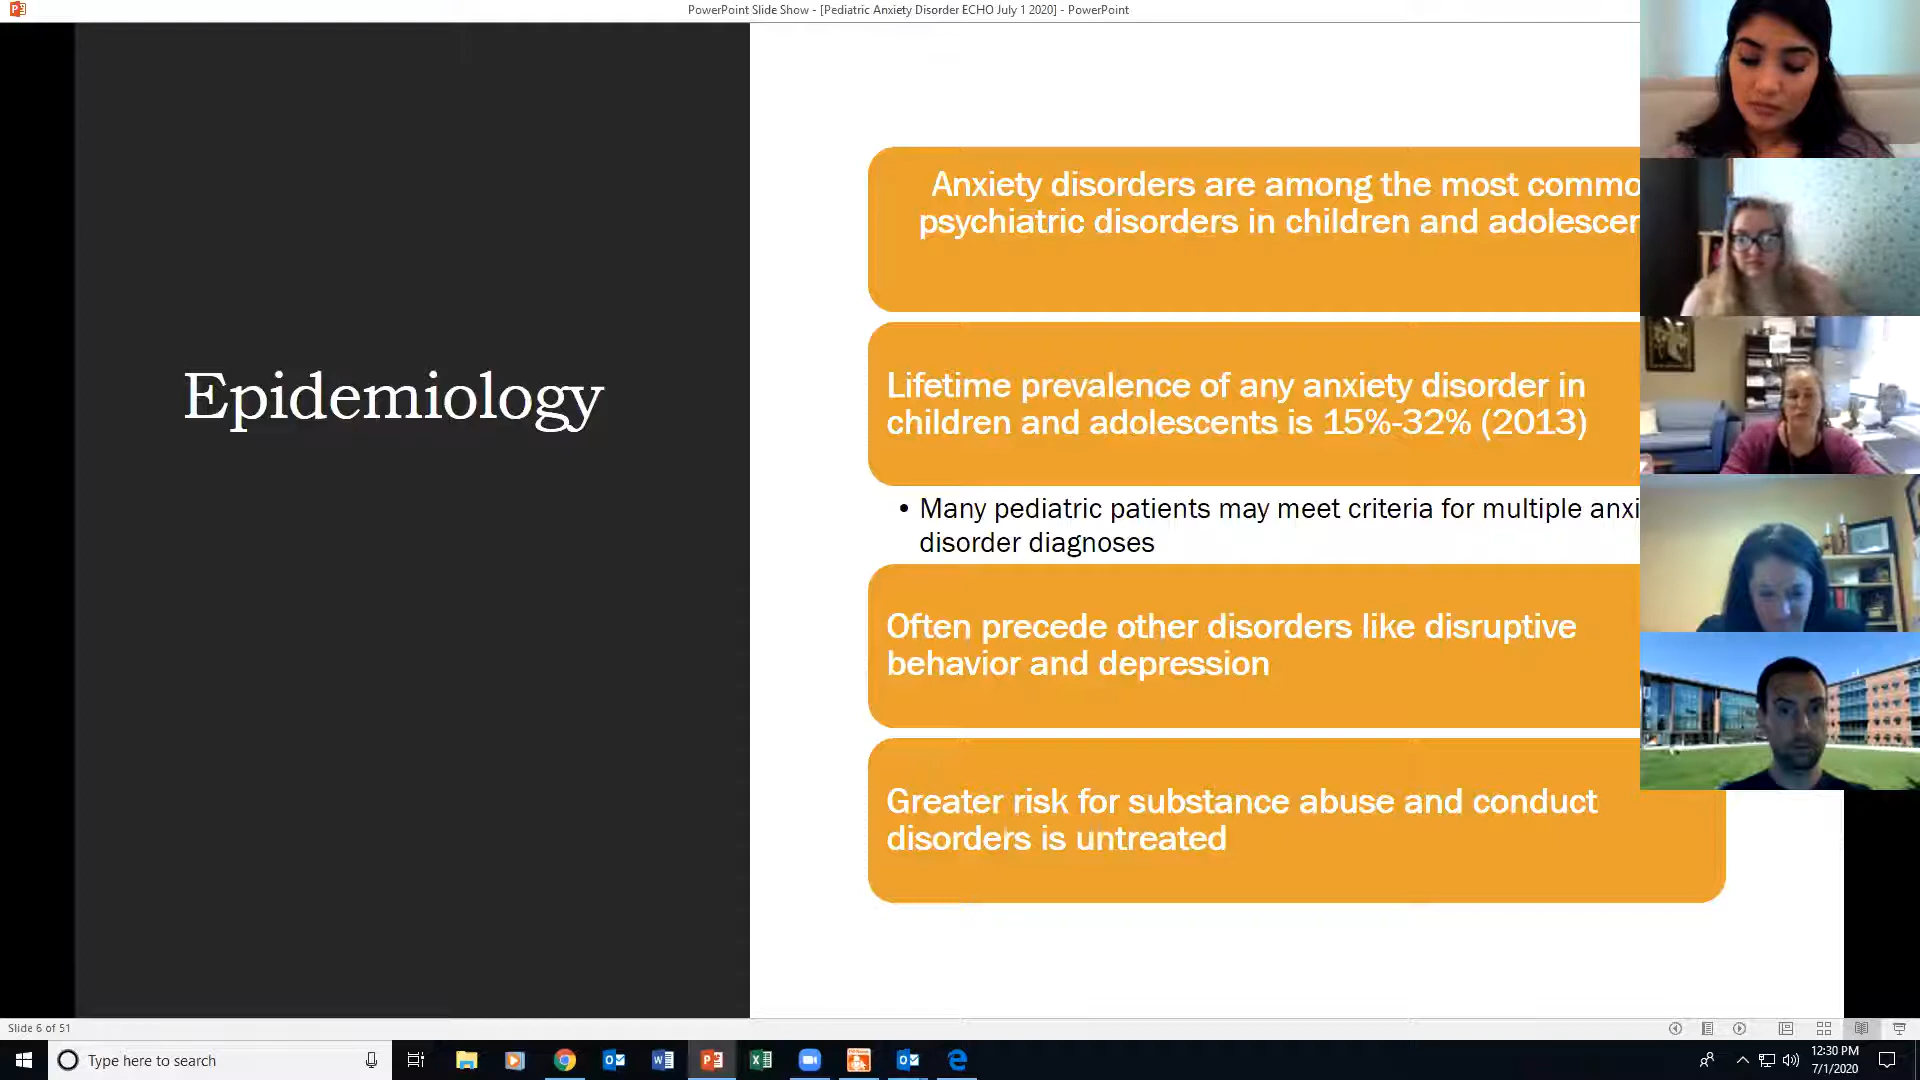 PowerPoint Slide Show - [Pediatric Anxiety Disorder ECHO July 1 2020] - PowerPoint
Epidemiology
Anxiety disorders are among the most commo
psychiatric disorders in children and adolescen
Lifetime prevalence of any anxiety disorder in
children and adolescents is 15%-32% (2013)
• Many pediatric patients may meet criteria for multiple anxi
disorder diagnoses
Often precede other disorders like disruptive
behavior and depression
Greater risk for substance abuse and conduct
disorders is untreated
Slide 6 of 51
Type here to search
12:30 PM
7/1/2020